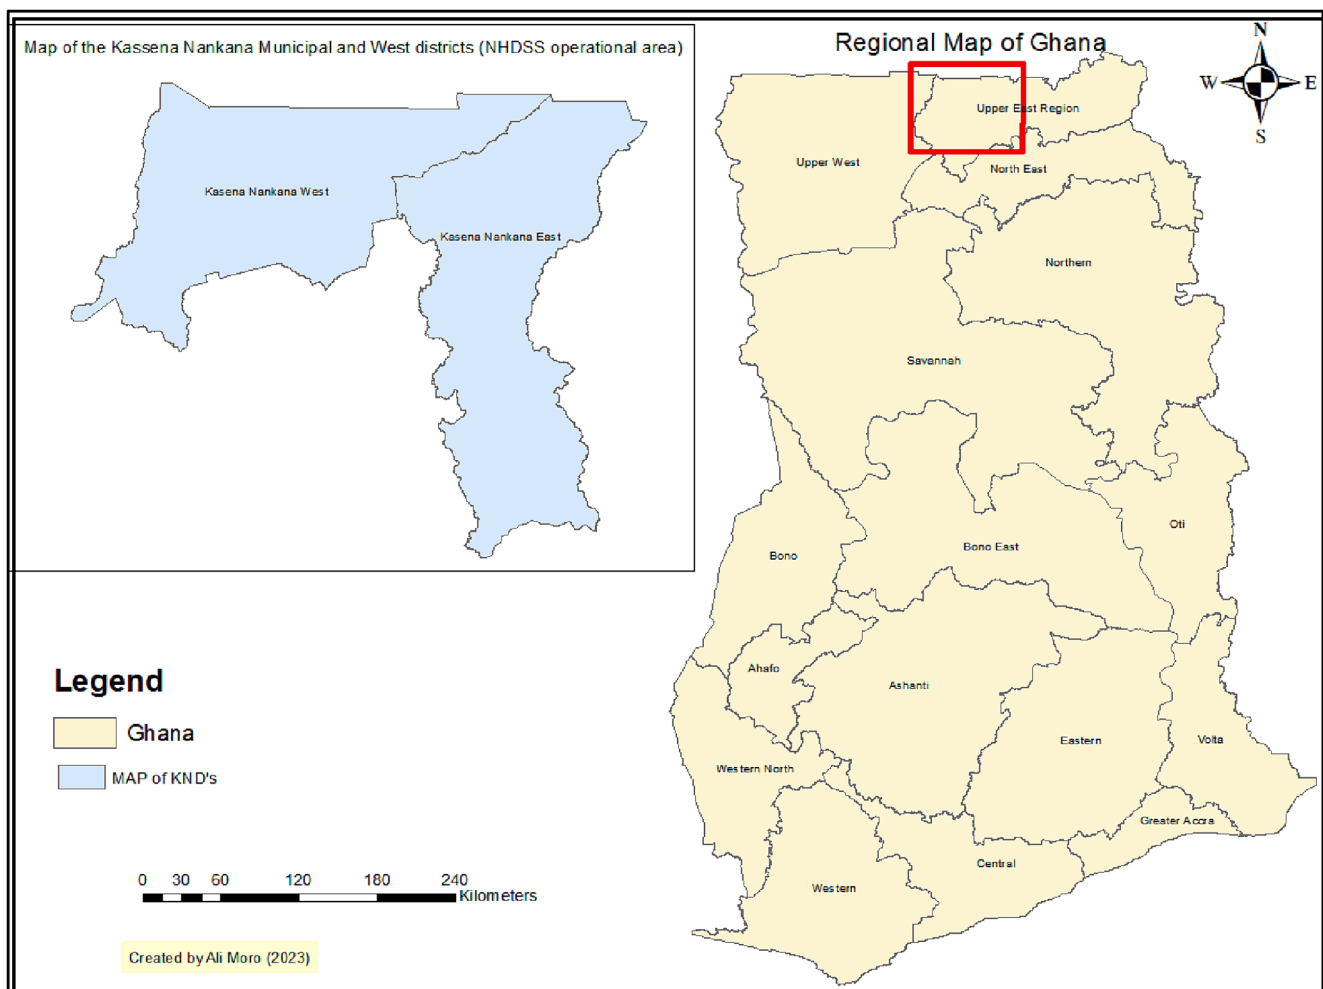 Map of the Kassena Nankana Municipal and West districts (NHDSS operational area)
Kasena Nankana West
Kasena Nankana East
Regional Map of Ghana
N
W
E
S
Upper East Region
Upper West
North East
Northern
Savannah
Oti
Bono East
Bono
Ahafo
Ashanti
Eastern
Volta
Western North
Greater Accra
Central
Western
Legend
Ghana
MAP of KND's
0 30 60 120 180 240
Kilometers
Created by Ali Moro (2023)